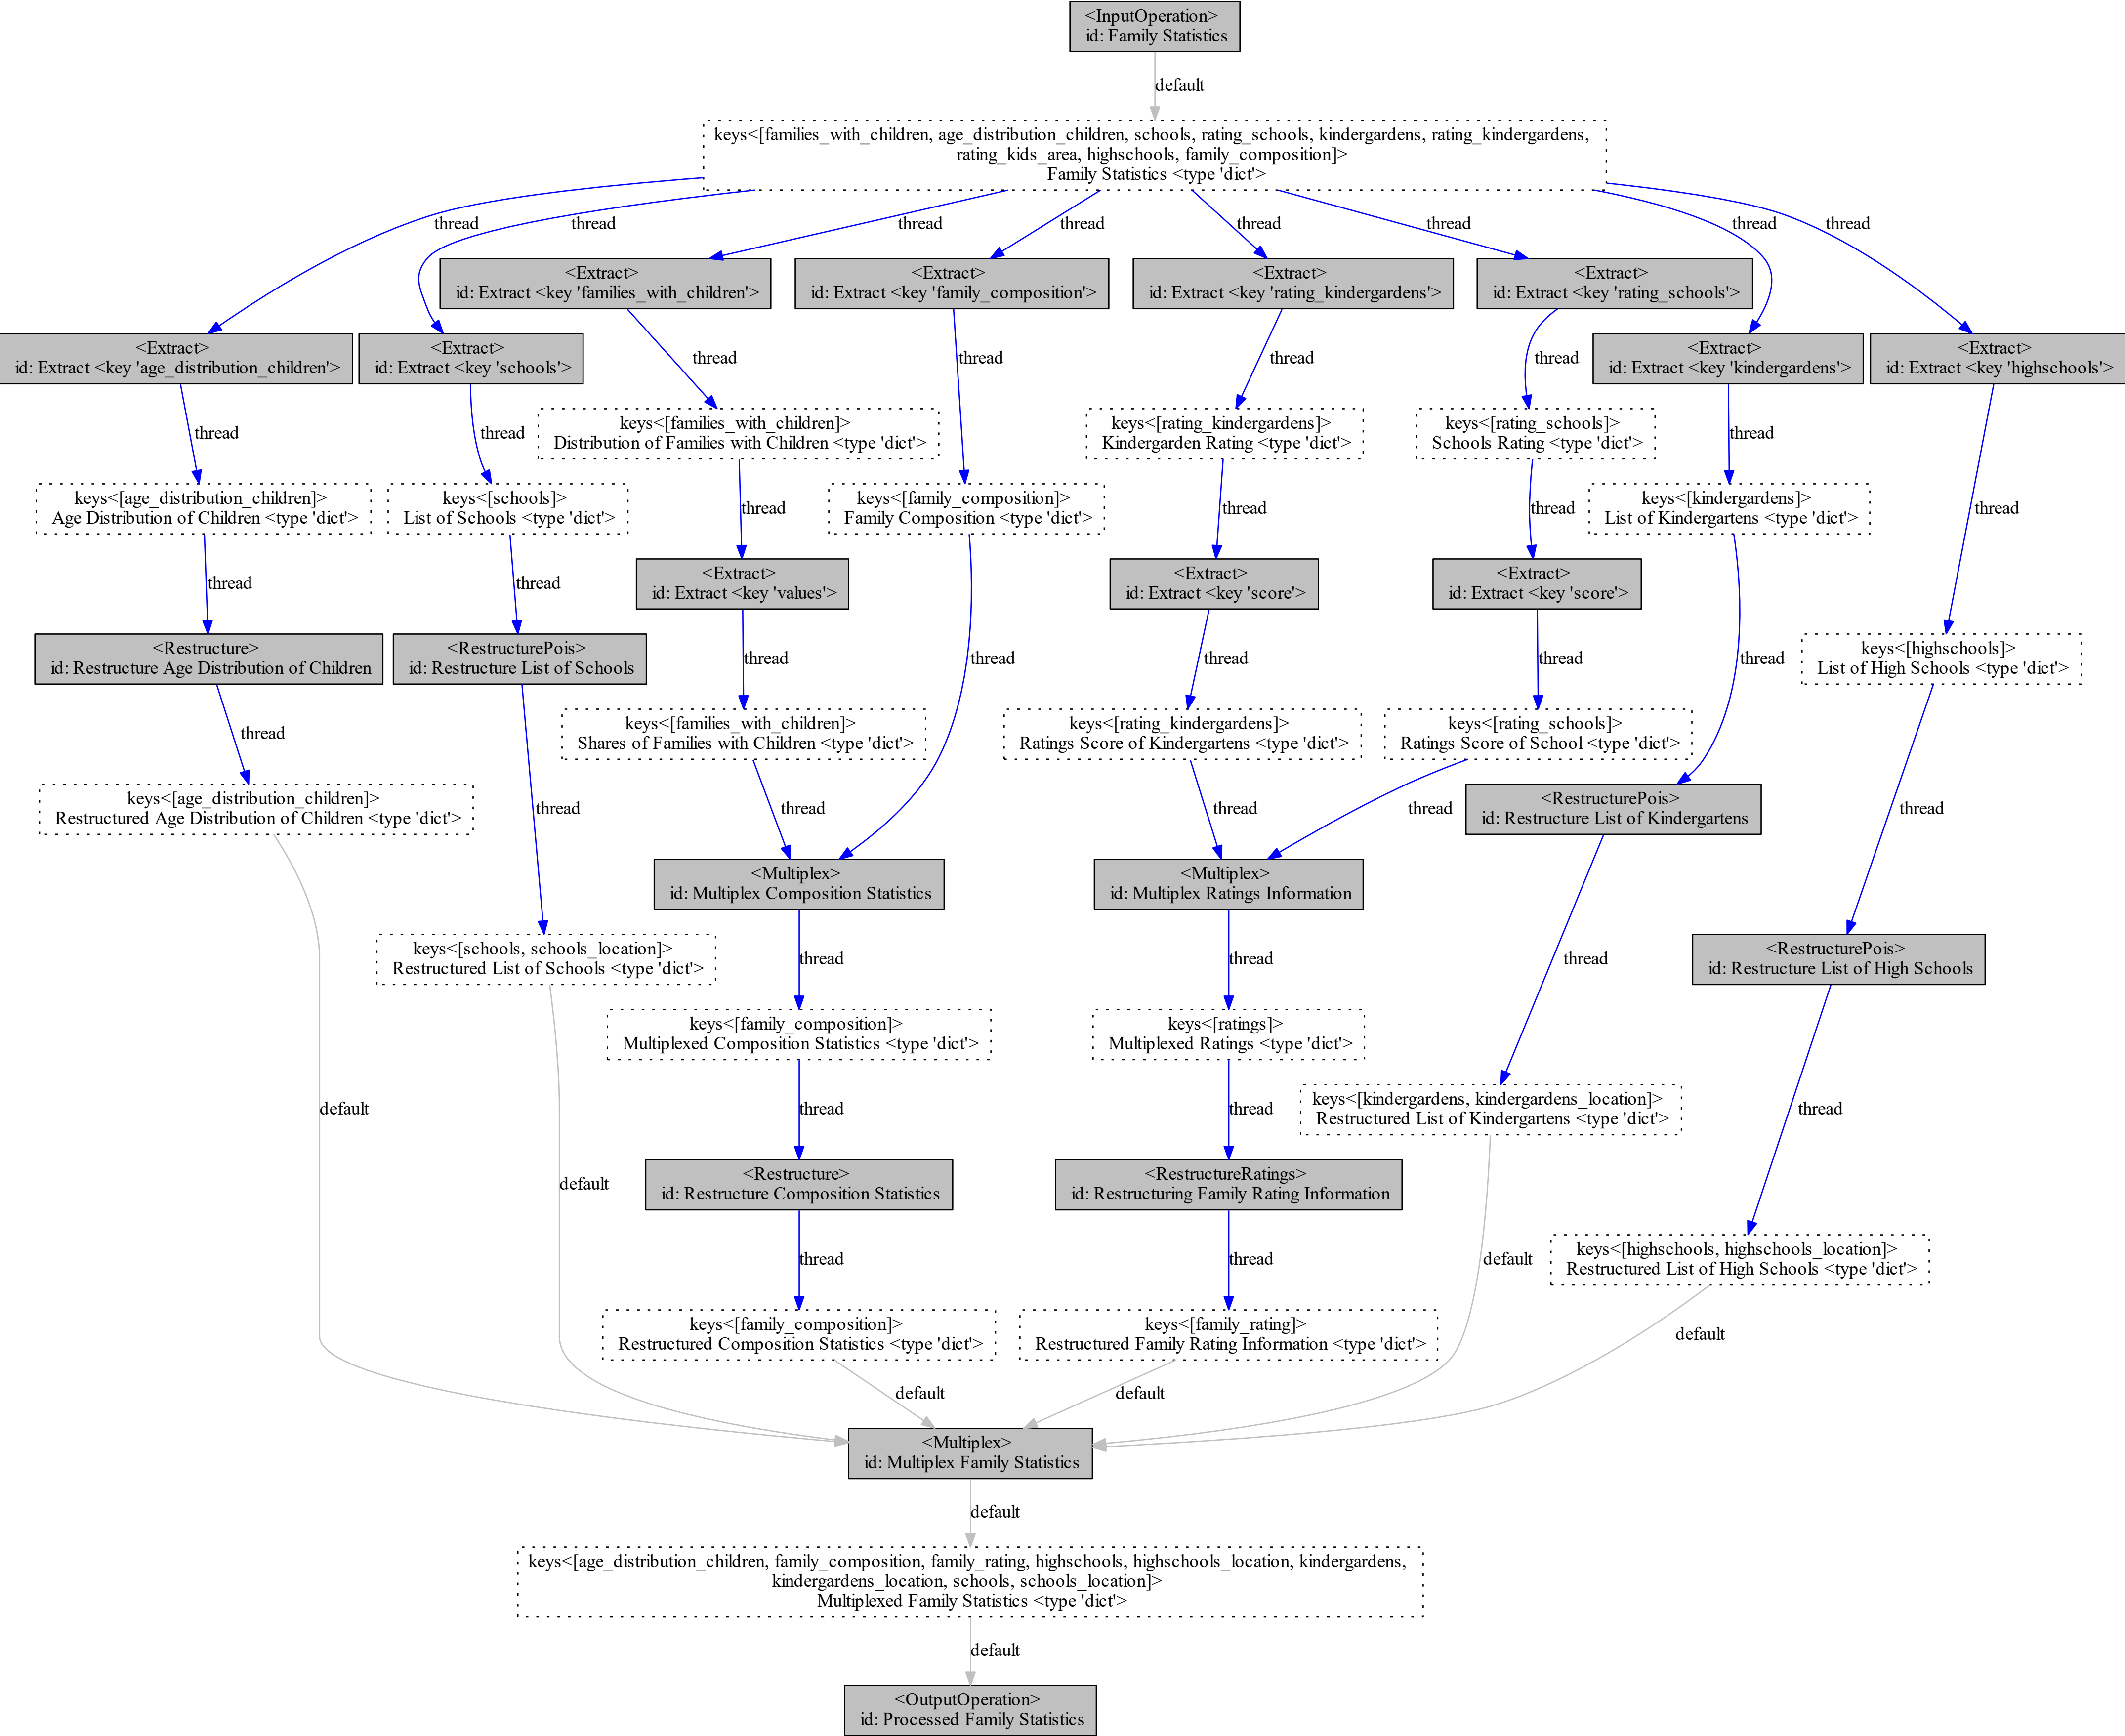 <InputOperation>
id: Family Statistics
default
keys<[families_with_children, age_distribution_children, schools, rating_schools, kindergardens, rating_kindergardens,
rating_kids_area, highschools, family_composition]>
Family Statistics <type 'dict'>
thread
thread
thread
thread
thread
thread
thread
thread
<Extract>
id: Extract <key 'families_with_children'>
<Extract>
id: Extract <key 'family_composition'>
<Extract>
id: Extract <key 'rating_kindergardens'>
<Extract>
id: Extract <key 'rating_schools'>
<Extract>
id: Extract <key 'age_distribution_children'>
<Extract>
id: Extract <key 'schools'>
thread
thread
thread
thread
<Extract>
id: Extract <key 'kindergardens'>
<Extract>
id: Extract <key 'highschools'>
thread
thread
keys<[families_with_children]>
Distribution of Families with Children <type 'dict'>
keys<[rating_kindergardens]>
Kindergarden Rating <type 'dict'>
keys<[rating_schools]>
Schools Rating <type 'dict'>
thread
keys<[age_distribution_children]>
Age Distribution of Children <type 'dict'>
keys<[schools]>
List of Schools <type 'dict'>
thread
keys<[family_composition]>
Family Composition <type 'dict'>
thread
thread
keys<[kindergardens]>
List of Kindergartens <type 'dict'>
thread
thread
thread
<Extract>
id: Extract <key 'values'>
<Extract>
id: Extract <key 'score'>
<Extract>
id: Extract <key 'score'>
<Restructure>
id: Restructure Age Distribution of Children
<RestructurePois>
id: Restructure List of Schools
thread
thread
thread
thread
thread
keys<[highschools]>
List of High Schools <type 'dict'>
thread
keys<[families_with_children]>
Shares of Families with Children <type 'dict'>
keys<[rating_kindergardens]>
Ratings Score of Kindergartens <type 'dict'>
keys<[rating_schools]>
Ratings Score of School <type 'dict'>
keys<[age_distribution_children]>
Restructured Age Distribution of Children <type 'dict'>
thread
thread
thread
thread
<RestructurePois>
id: Restructure List of Kindergartens
thread
<Multiplex>
id: Multiplex Composition Statistics
<Multiplex>
id: Multiplex Ratings Information
keys<[schools, schools_location]>
Restructured List of Schools <type 'dict'>
thread
thread
thread
<RestructurePois>
id: Restructure List of High Schools
keys<[family_composition]>
Multiplexed Composition Statistics <type 'dict'>
keys<[ratings]>
Multiplexed Ratings <type 'dict'>
default
thread
thread
keys<[kindergardens, kindergardens_location]>
Restructured List of Kindergartens <type 'dict'>
thread
default
<Restructure>
id: Restructure Composition Statistics
<RestructureRatings>
id: Restructuring Family Rating Information
thread
thread
default
keys<[highschools, highschools_location]>
Restructured List of High Schools <type 'dict'>
keys<[family_composition]>
Restructured Composition Statistics <type 'dict'>
keys<[family_rating]>
Restructured Family Rating Information <type 'dict'>
default
default
default
<Multiplex>
id: Multiplex Family Statistics
default
keys<[age_distribution_children, family_composition, family_rating, highschools, highschools_location, kindergardens,
kindergardens_location, schools, schools_location]>
Multiplexed Family Statistics <type 'dict'>
default
<OutputOperation>
id: Processed Family Statistics